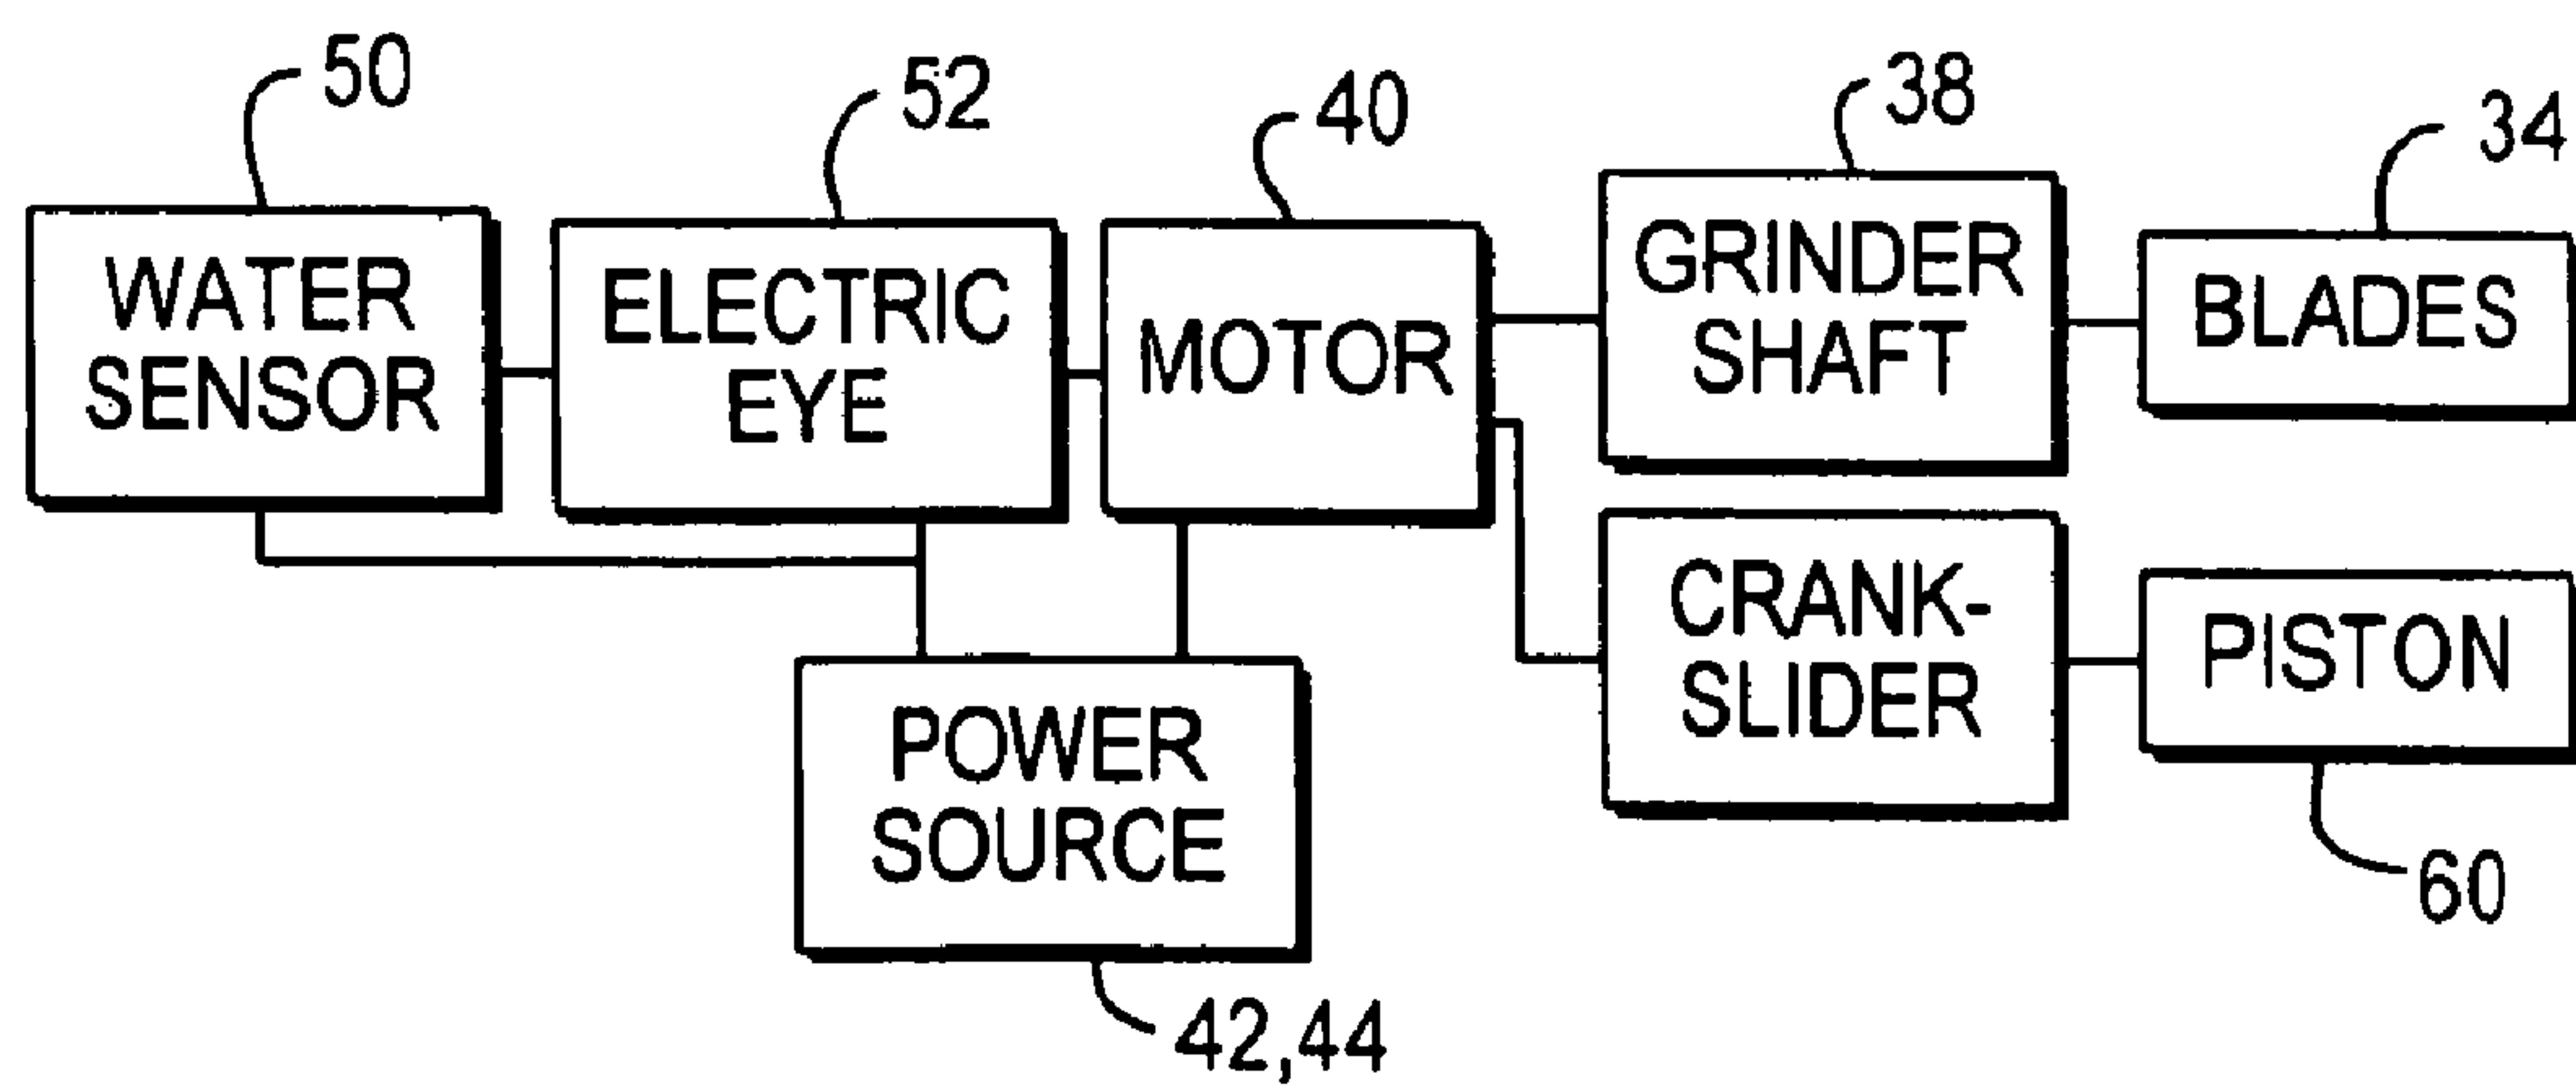 50
52
40
38
34
WATER
SENSOR
ELECTRIC
EYE
MOTOR
GRINDER
SHAFT
BLADES
CRANK-
SLIDER
PISTON
POWER
SOURCE
60
42,44